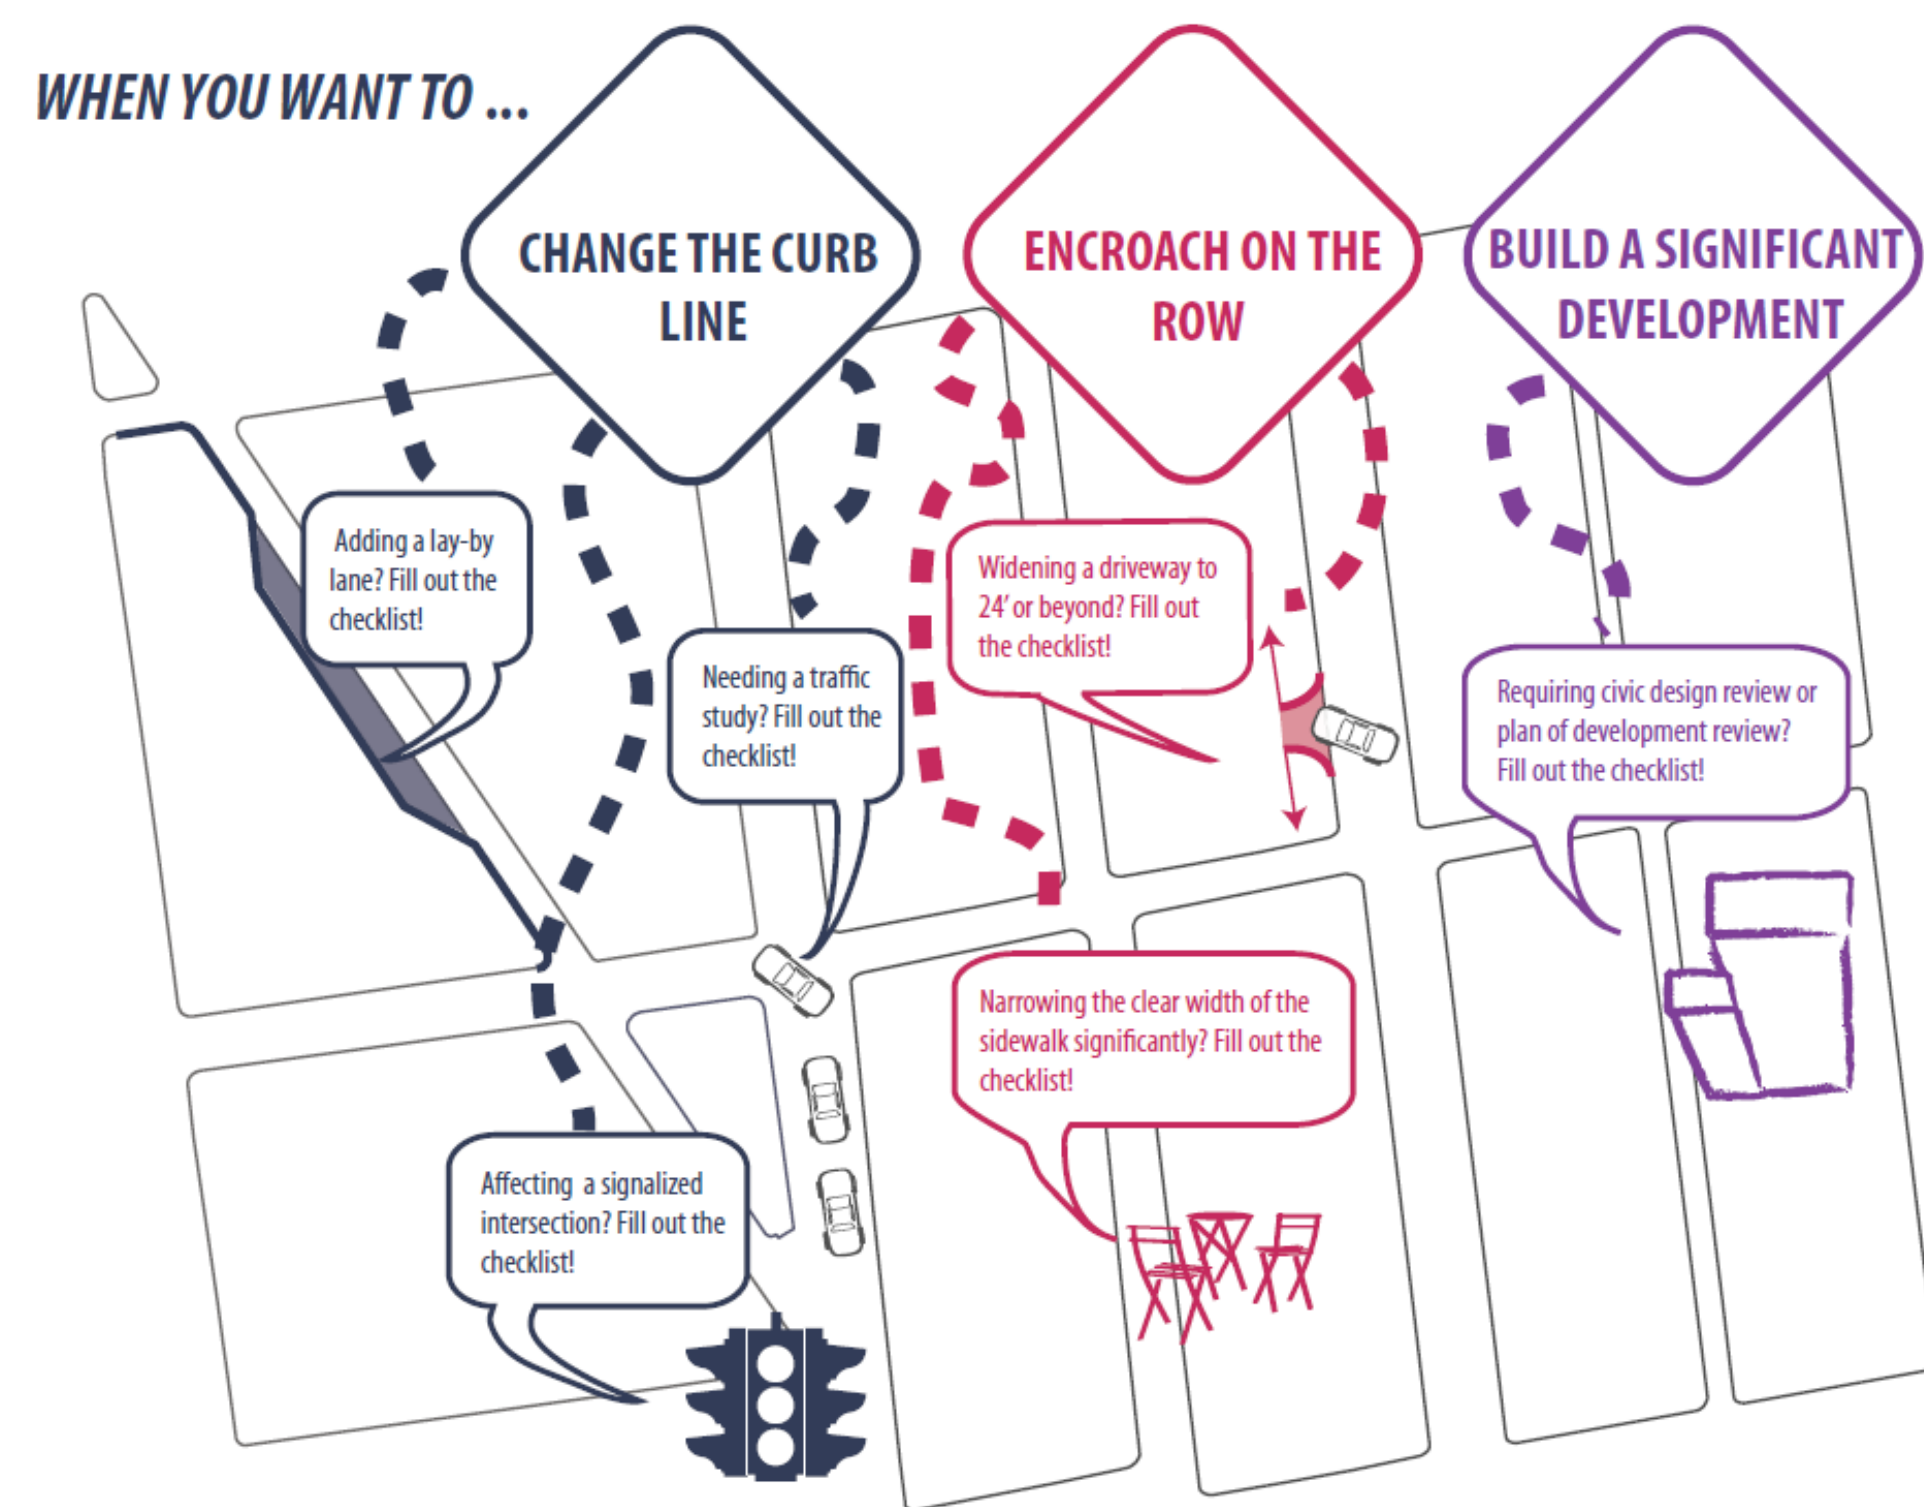 WHEN YOU WANT TO ...
CHANGE THE CURB
LINE
ENCROACH ON THE
ROW
BUILD A SIGNIFICANT
DEVELOPMENT
Adding a lay-by
lane? Fill out the
checklist!
Needing a traffic
study? Fill out the
checklist!
Affecting a signalized
intersection? Fill out the
checklist!
Widening a driveway to
24' or beyond? Fill out
the checklist!
Narrowing the clear width of the
sidewalk significantly? Fill out the
checklist!
Requiring civic design review or
plan of development review?
Fill out the checklist!